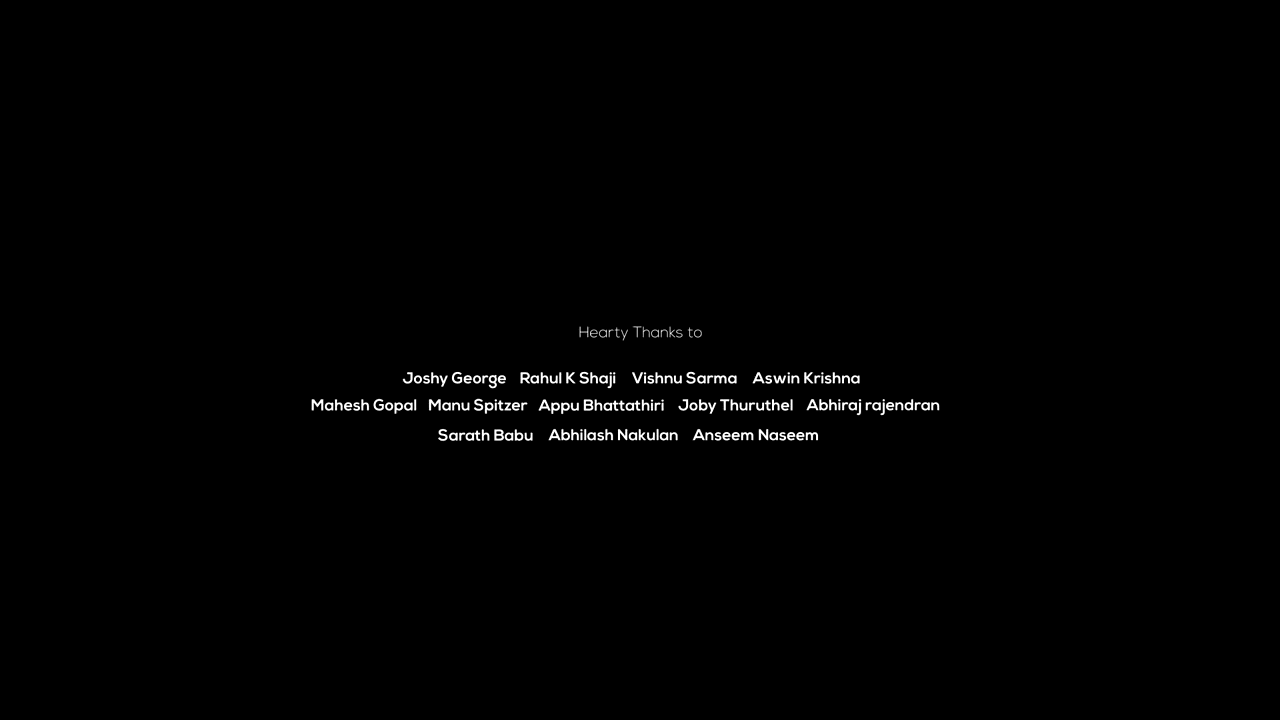 Hearty Thanks to
Joshy George Rahul K Shaji Vishnu Sarma Aswin Krishna
Mahesh Gopal Manu Spitzer Appu Bhattathiri Joby Thuruthel Abhiraj rajendran
Sarath Babu Abhilash Nakulan Anseem Naseem